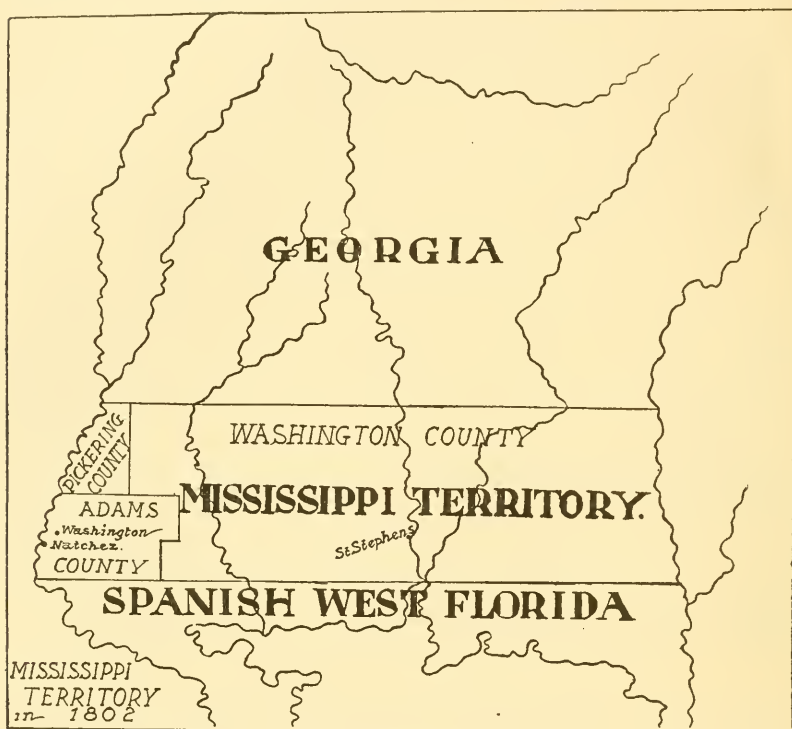 GEORGIA
WASHINGTON COUNTY
PICKERING
COUNTY
MISSISSIPPI TERRITORY.
ADAMS
Washington
Natchez.
COUNTY
St Stephens
SPANISH WEST FLORIDA
MISSISSIPPI
TERRITORY
in 1802